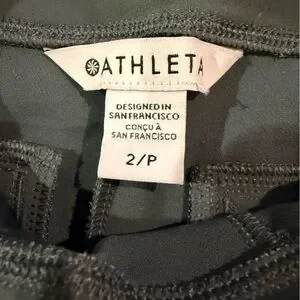 ATHLETA
DESIGNED IN
SAN FRANCISCO
CONÇU À
SAN FRANCISCO
2/P